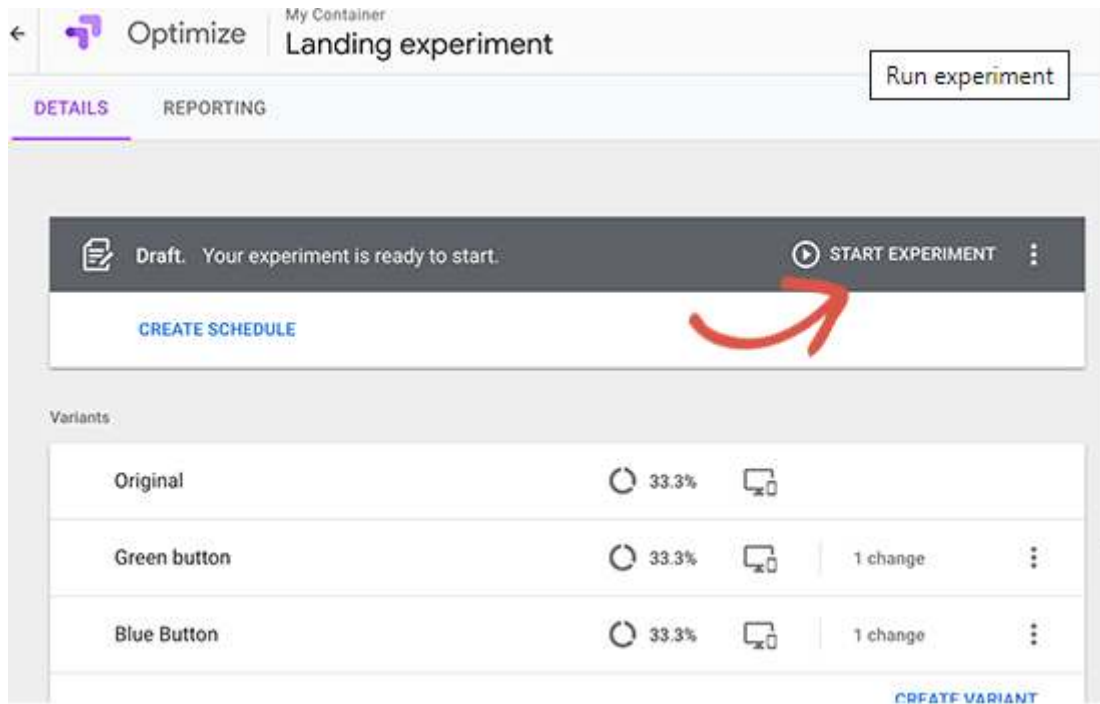 My Container
Optimize
Landing experiment
Run experiment
DETAILS REPORTING
Draft. Your experiment is ready to start. START EXPERIMENT
CREATE SCHEDULE
Variants
Original 33.3%
Green button 33.3% 1 change
Blue Button 33.3% 1 change
CREATE VARIANT